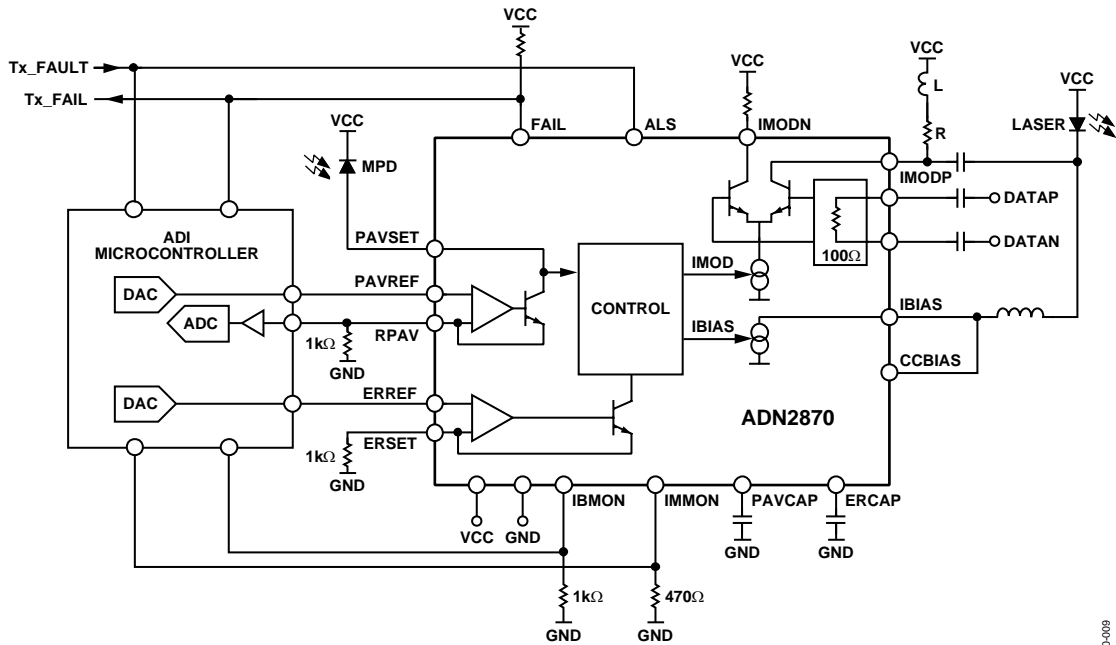 VCC
Tx_FAULT
Tx_FAIL
VCC
VCC
L
VCC
VCC
FAIL
ALS
IMODN
R
LASER
MPD
IMODP
ADI
MICROCONTROLLER
PAVSET
DATAP
DATAN
100Ω
DAC
PAVREF
IMOD
CONTROL
ADC
RPAV
1kΩ
GND
IBIAS
IBIAS
CCBIAS
DAC
ERREF
ADN2870
ERSET
1kΩ
GND
VCC
GND
IBMON
IMMON
PAVCAP
ERCAP
GND
GND
1kΩ
470Ω
GND
GND